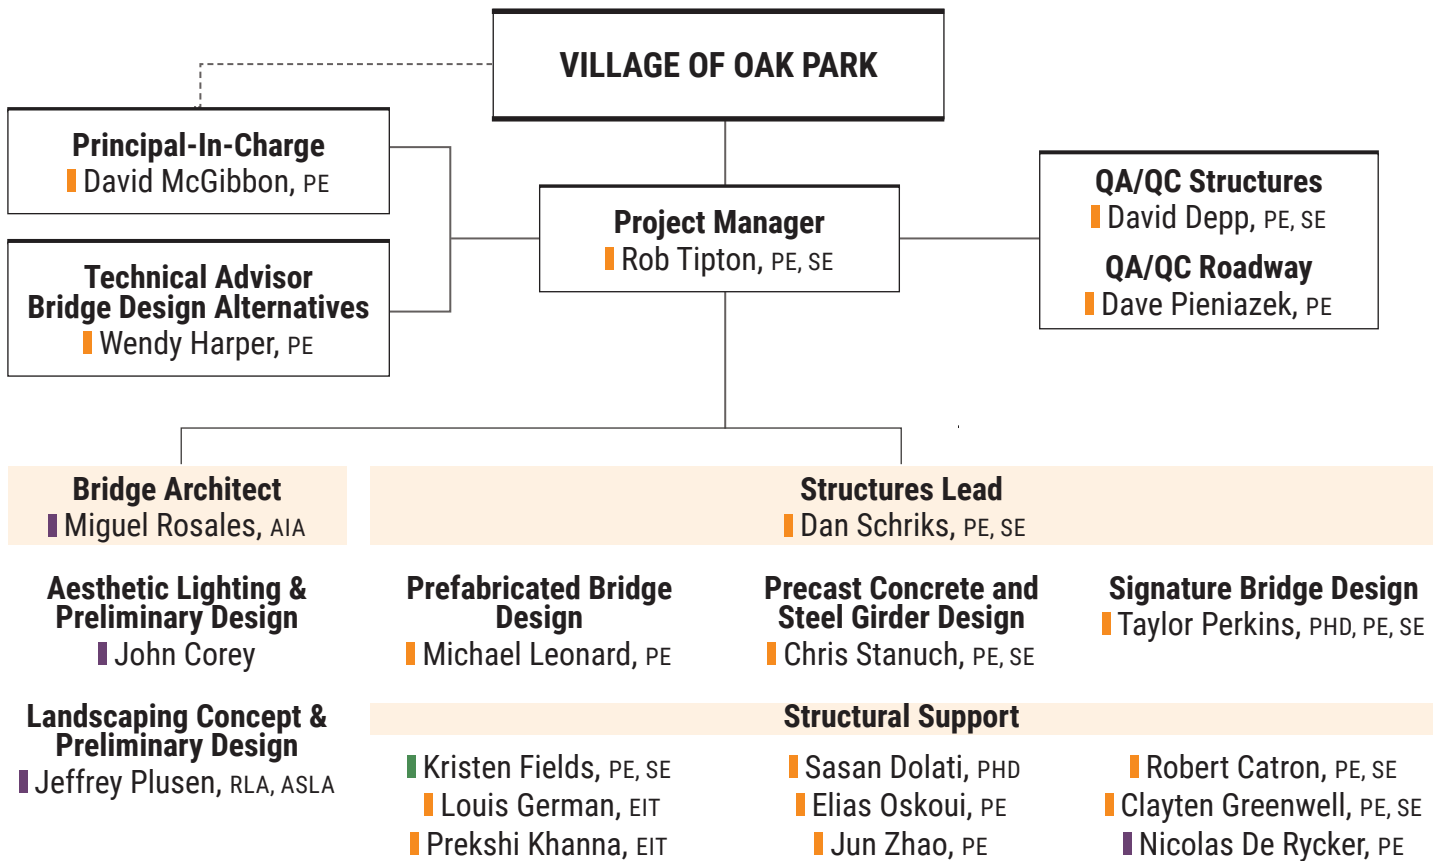 VILLAGE OF OAK PARK
Principal-In-Charge
David McGibbon, PE
Technical Advisor
Bridge Design Alternatives
Wendy Harper, PE
Project Manager
Rob Tipton, PE, SE
QA/QC Structures
David Depp, PE, SE
QA/QC Roadway
Dave Pieniazek, PE
Bridge Architect
Miguel Rosales, AIA
Aesthetic Lighting &
Preliminary Design
John Corey
Landscaping Concept &
Preliminary Design
Jeffrey Plusen, RLA, ASLA
Structures Lead
Dan Schriks, PE, SE
Prefabricated Bridge
Design
Michael Leonard, PE
Precast Concrete and
Steel Girder Design
Chris Stanuch, PE, SE
Signature Bridge Design
Taylor Perkins, PHD, PE, SE
Structural Support
Kristen Fields, PE, SE
Louis German, EIT
Prekshi Khanna, EIT
Sasan Dolati, PHD
Elias Oskoui, PE
Jun Zhao, PE
Robert Catron, PE, SE
Clayten Greenwell, PE, SE
Nicolas De Rycker, PE